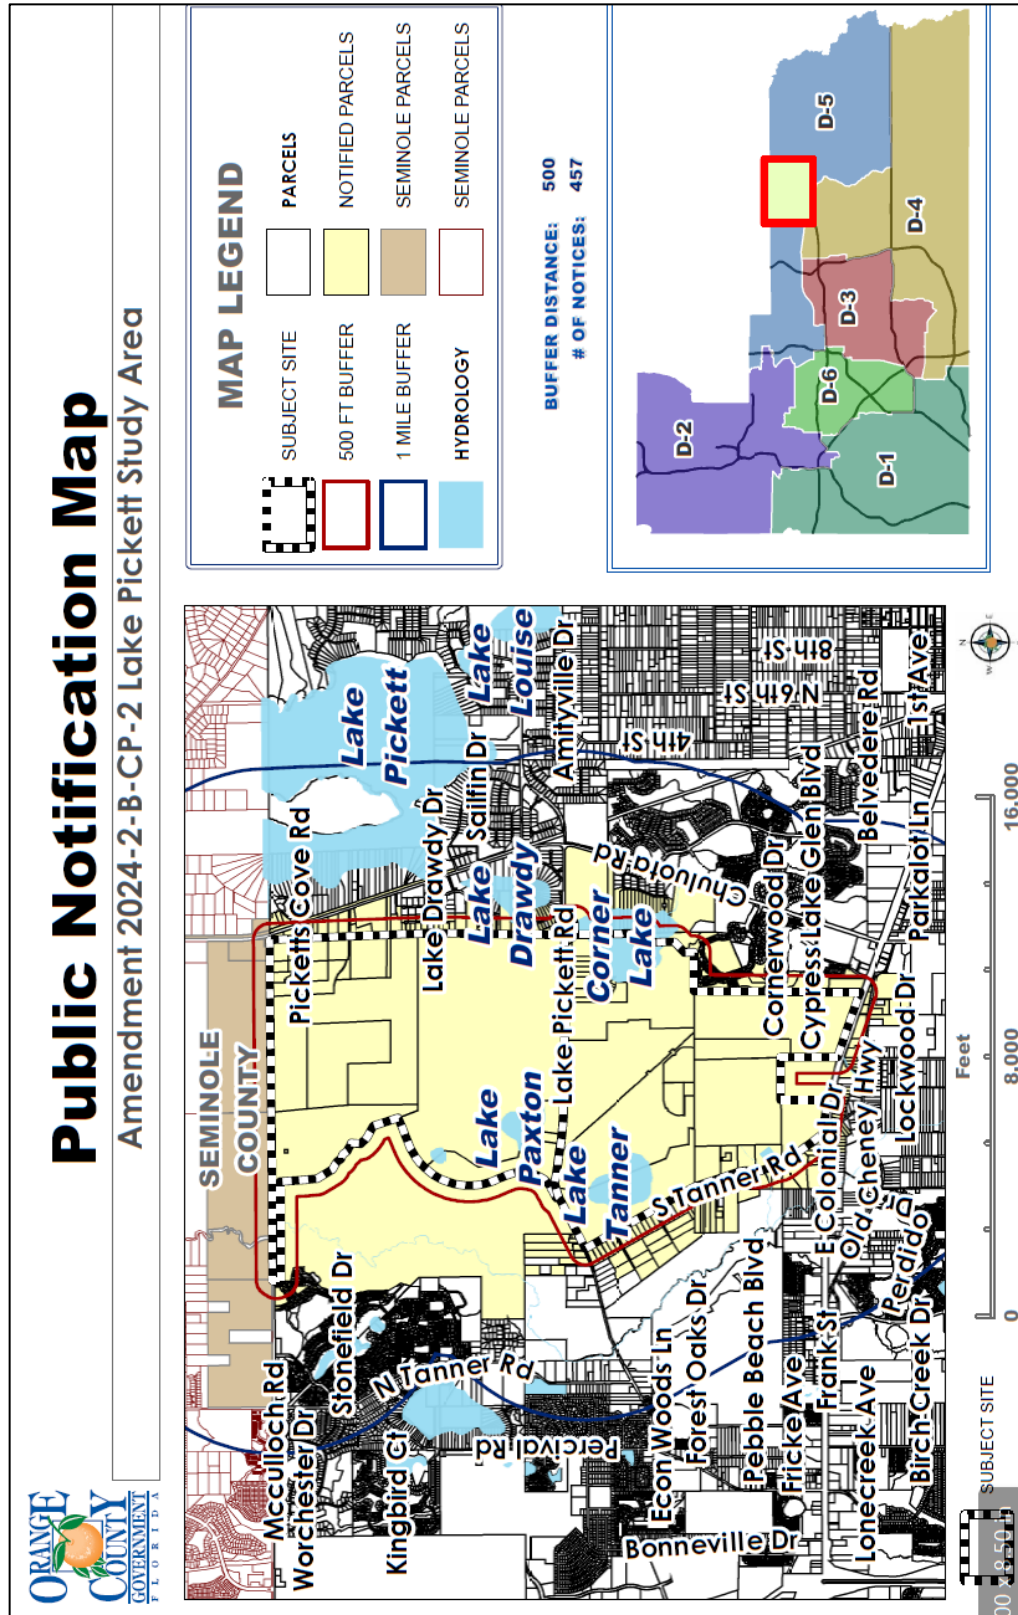 ORANGE
COUNTY
GOVERNMENT
FLORIDA
Public Notification Map
Amendment 2024-2-B-CP-2 Lake Pickett Study Area
SEMINOLE
COUNTY
Mcculloch Rd
Worchester Dr
Stonefield Dr
Kingbird Ct
N Tanner Rd
Percival Rd
Picketts Cove Rd
Lake
Pickett
Lake Drawdy Dr
Sailfin Dr
Lake
Louise
Lake
Drawdy
Lake
Paxton
Lake Pickett Rd
Amityville Dr
Lake
Tanner
Corner
Lake
Chuluota Rd
4th St
N 6th St
8th St
S Tanner Rd
Econ Woods Ln
Forest Oaks Dr
Pebble Beach Blvd
Cornerwood Dr
Cypress Lake Glen Blvd
Bonneville Dr
Fricke Ave
Frank St
E Colonial Dr
Old Cheney Hwy
Belvedere Rd
Lonecreek Ave
Perdido Dr
Lockwood Dr
Parkalot Ln
1st Ave
Birch Creek Dr
MAP LEGEND
SUBJECT SITE
PARCELS
500 FT BUFFER
NOTIFIED PARCELS
1 MILE BUFFER
SEMINOLE PARCELS
HYDROLOGY
SEMINOLE PARCELS
BUFFER DISTANCE: 500
# OF NOTICES: 457
D-2
D-5
D-6
D-3
D-1
D-4
SUBJECT SITE
Feet
0
8,000
16,000
N
W
E